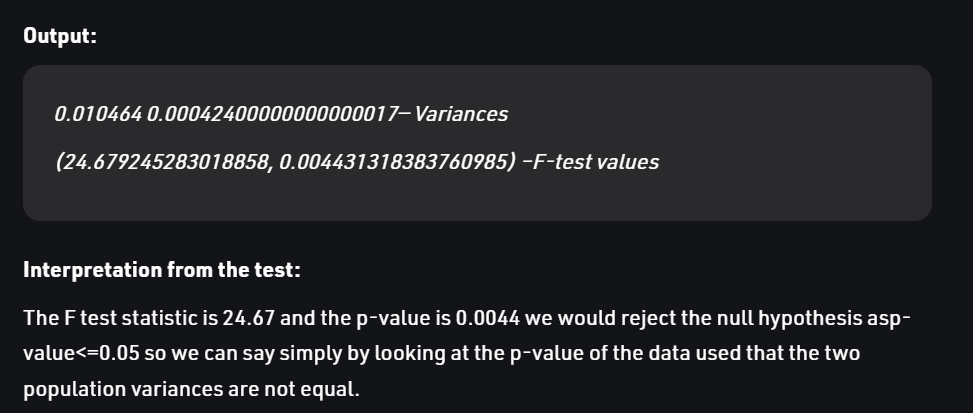 Output:
0.010464 0.00042400000000000017— Variances
(24.679245283018858, 0.004431318383760985) –F-test values
Interpretation from the test:
The F test statistic is 24.67 and the p-value is 0.0044 we would reject the null hypothesis asp-
value<=0.05 so we can say simply by looking at the p-value of the data used that the two
population variances are not equal.